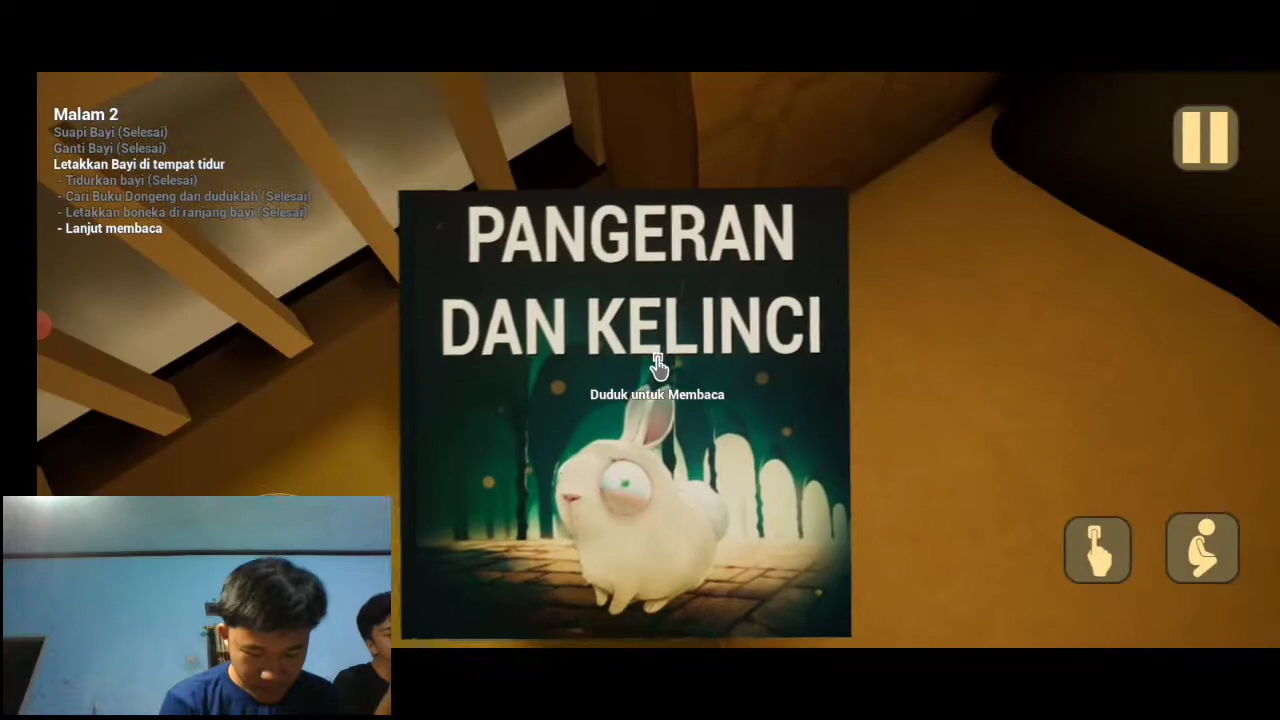 Malam 2
Suapi Bayi (Selesai)
Ganti Bayi (Selesai)
Letakkan Bayi di tempat tidur
- Tidurkan bayi (Selesai)
- Cari Buku Dongeng dan duduklah (Selesai)
- Letakkan boneka di ranjang bayi (Selesai)
- Lanjut membaca
PANGERAN
DAN KELINCI
Duduk untuk Membaca